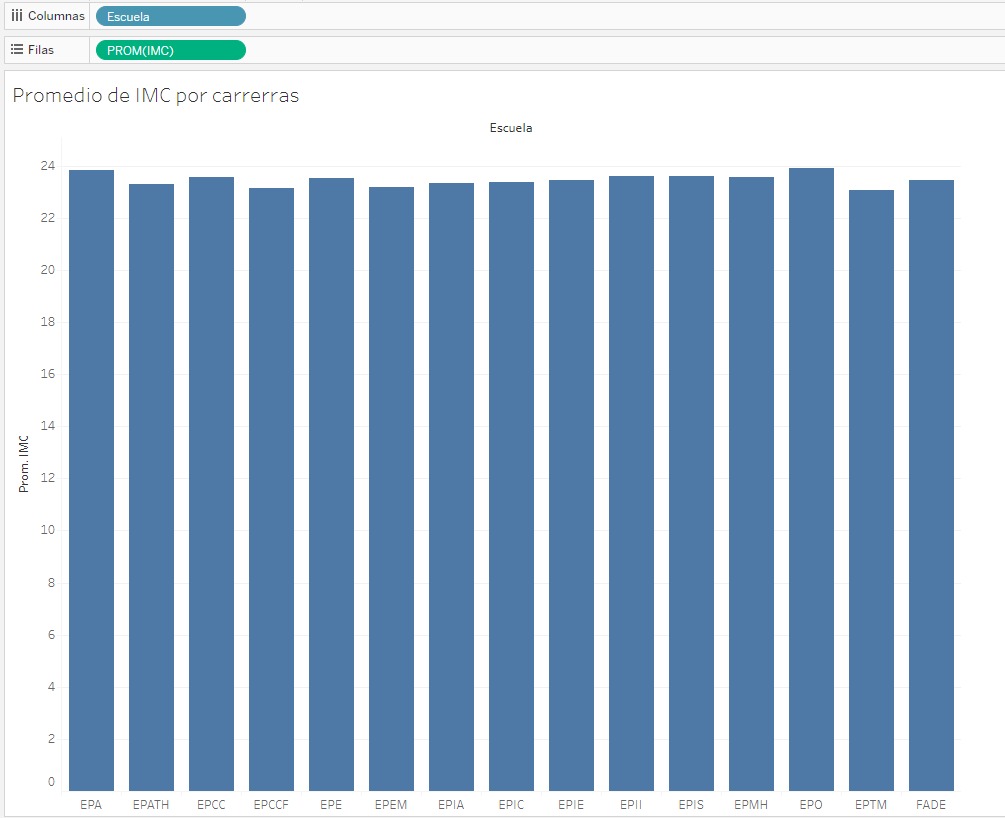 Columnas Escuela
Filas PROM(IMC)
Promedio de IMC por carrerras
Escuela
24
22
20
18
16
14
12
10
8
6
4
2
0
Prom. IMC
EPA EPATH EPCC EPCCF EPE EPEM EPIA EPIC EPIE EPII EPIS EPMH EPO EPTM FADE